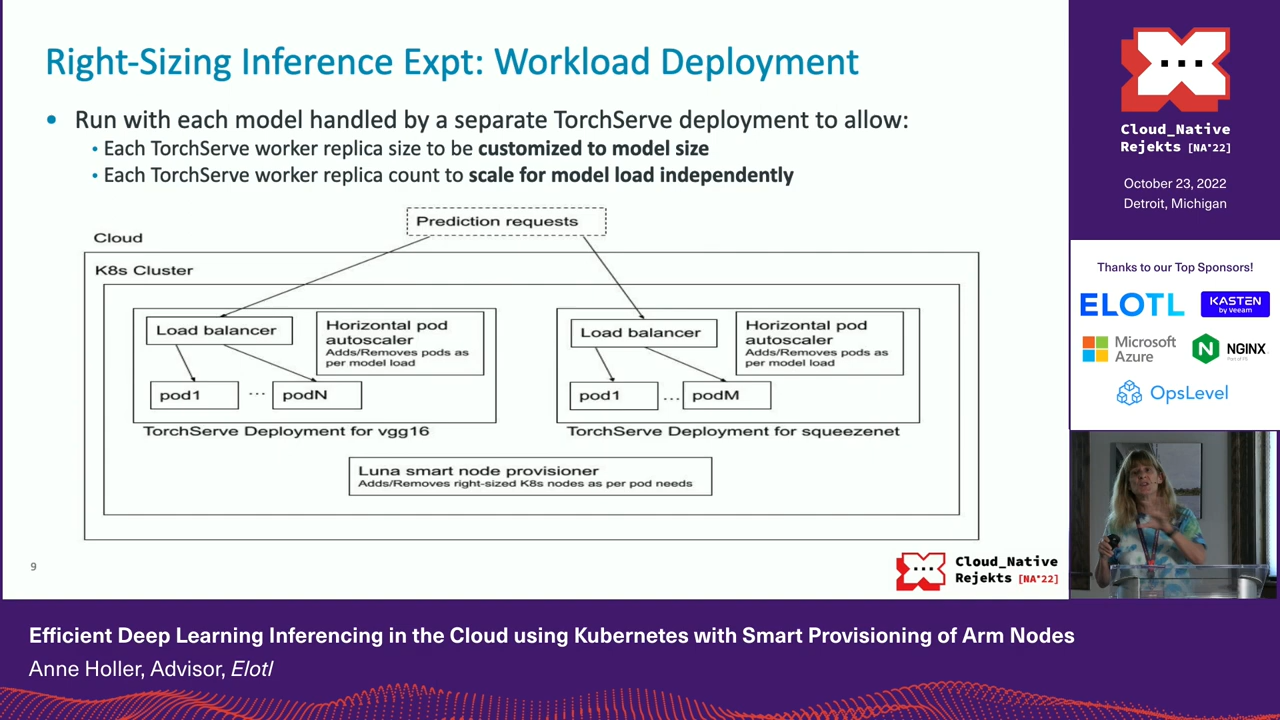 Right-Sizing Inference Expt: Workload Deployment
• Run with each model handled by a separate TorchServe deployment to allow:
• Each TorchServe worker replica size to be customized to model size
• Each TorchServe worker replica count to scale for model load independently
Prediction requests
Cloud
K8s Cluster
Load balancer
Horizontal pod
autoscaler
Adds/Removes pods as
per model load
pod1
...
podN
TorchServe Deployment for vgg16
Load balancer
Horizontal pod
autoscaler
Adds/Removes pods as
per model load
pod1
...
podM
TorchServe Deployment for squeezenet
Luna smart node provisioner
Adds/Removes right-sized K8s nodes as per pod needs
9
Cloud_Native
Rejekts [NA'22]
Cloud_Native
Rejekts [NA'22]
October 23, 2022
Detroit, Michigan
Thanks to our Top Sponsors!
ELOTL
KASTEN
by Veeam
Microsoft
Azure
N
NGINX
OpsLevel
Efficient Deep Learning Inferencing in the Cloud using Kubernetes with Smart Provisioning of Arm Nodes
Anne Holler, Advisor, Elotl